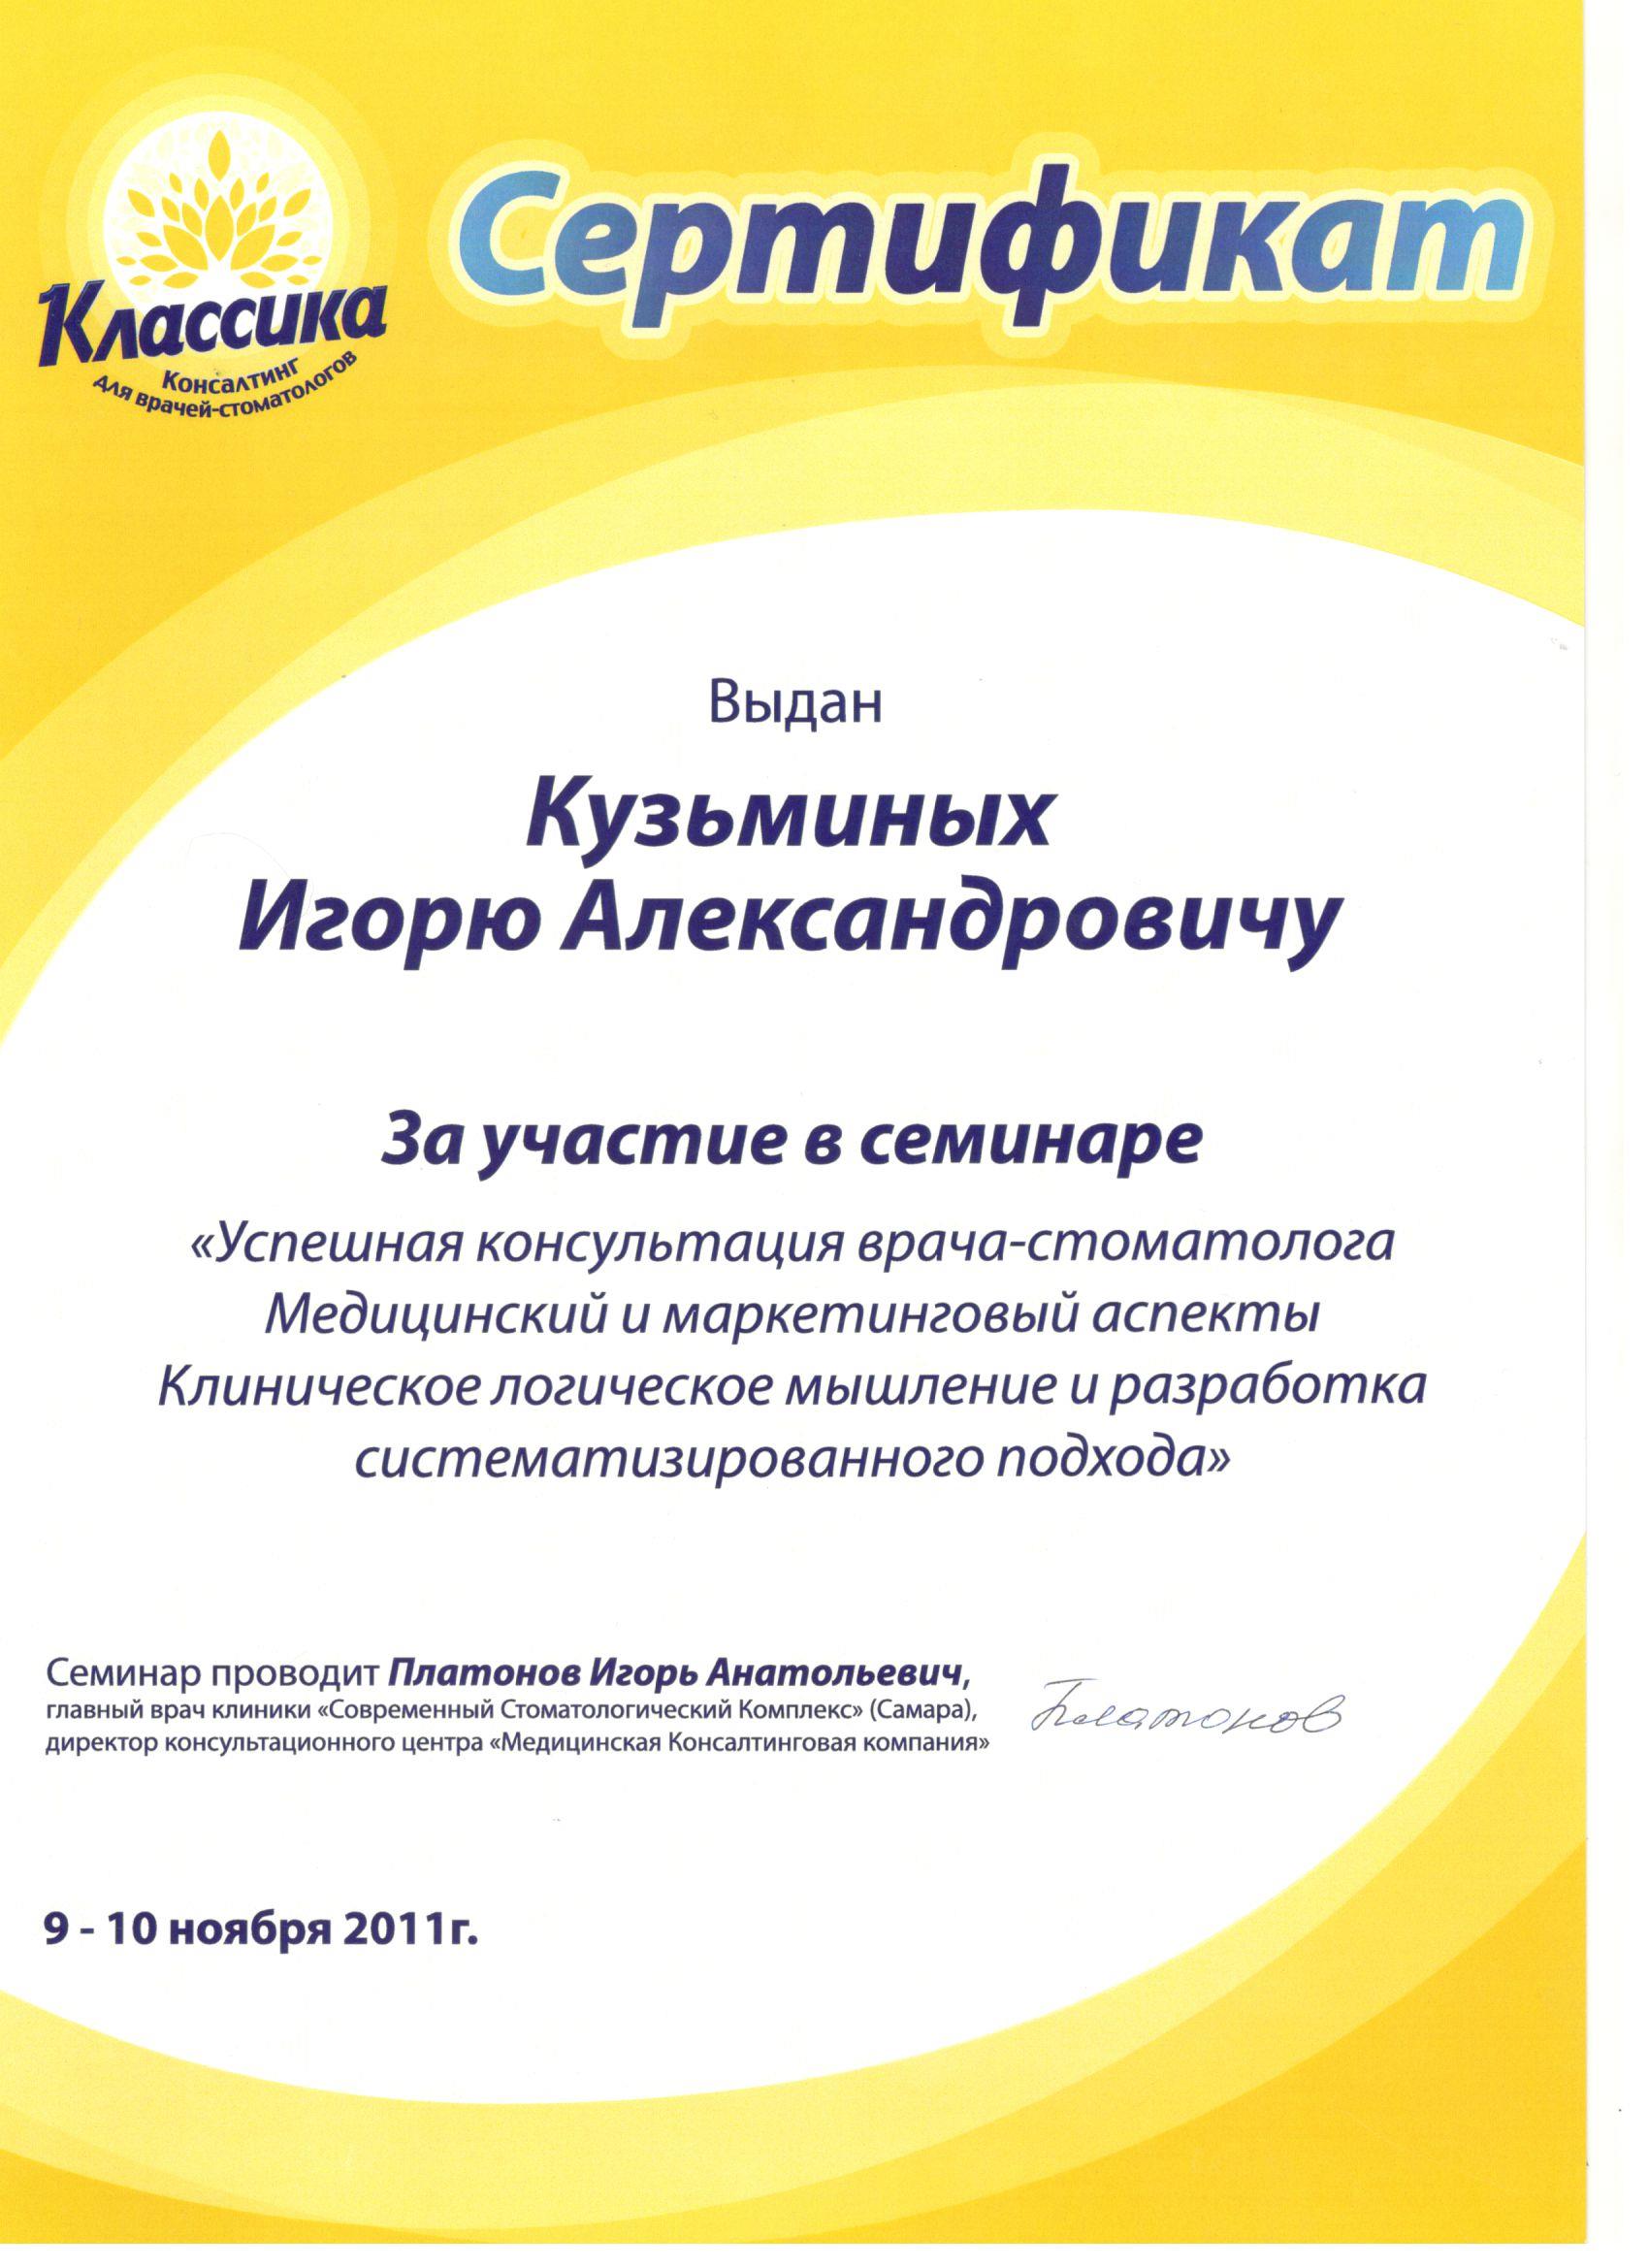 Классика
Консалтинг
для врачей-стоматологов
Сертификат
Выдан
Кузьминых
Игорю Александровичу
За участие в семинаре
«Успешная консультация врача-стоматолога
Медицинский и маркетинговый аспекты
Клиническое логическое мышление и разработка
систематизированного подхода»
Семинар проводит Платонов Игорь Анатольевич,
главный врач клиники «Современный Стоматологический Комплекс» (Самара),
директор консультационного центра «Медицинская Консалтинговая компания»
Платонов
9 - 10 ноября 2011г.